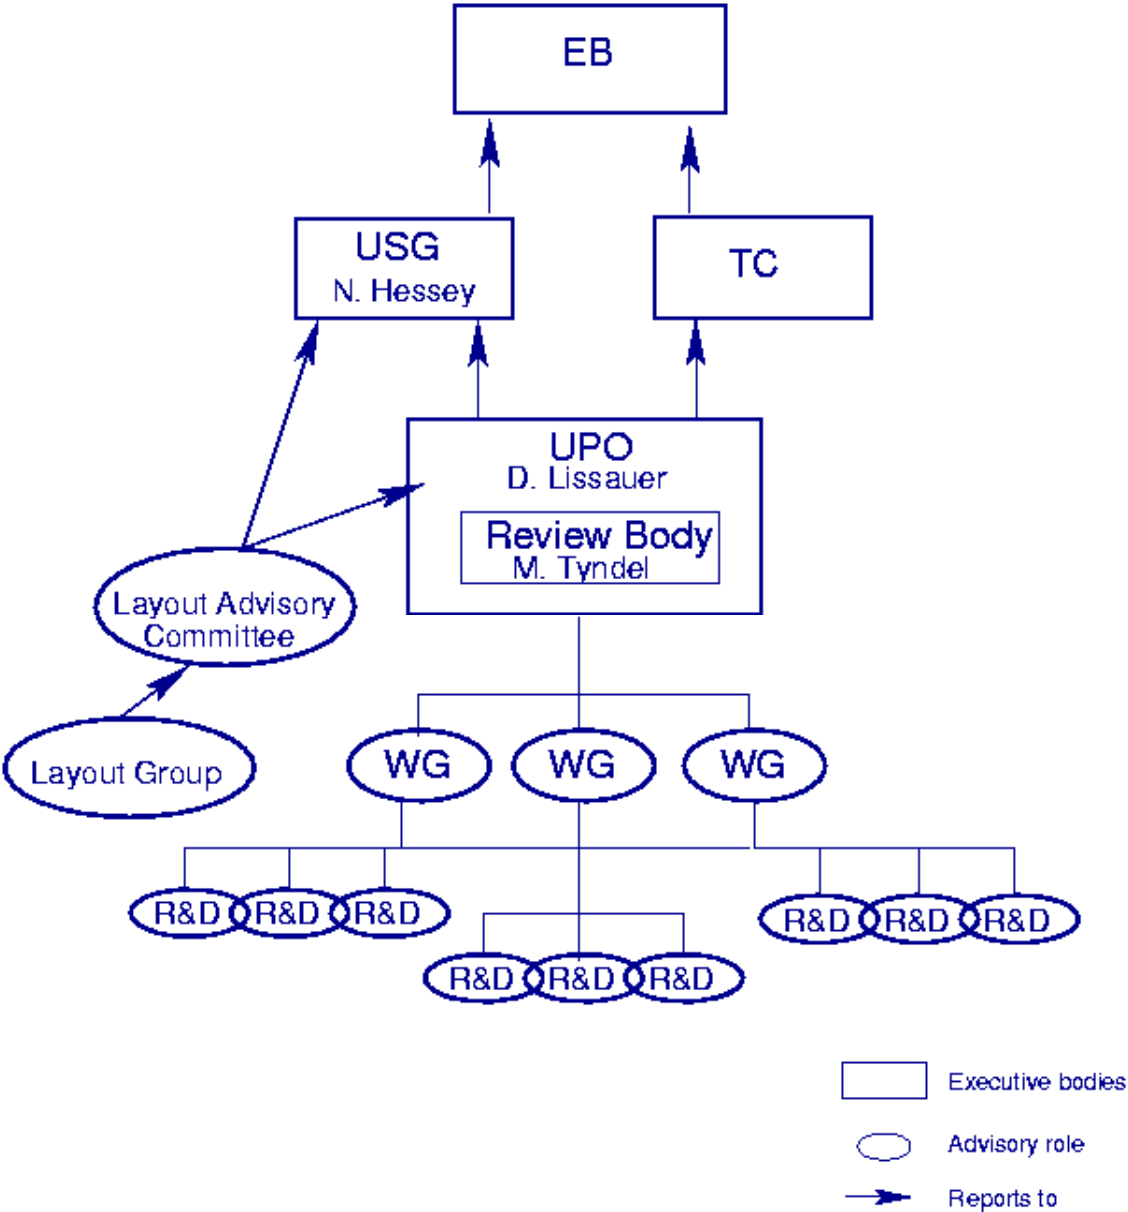 EB
USG
N. Hessey
TC
UPO
D. Lissauer
Review Body
M. Tyndel
Layout Advisory
Committee
Layout Group
WG
WG
WG
R&D
R&D
R&D
R&D
R&D
R&D
R&D
R&D
R&D
Executive bodies
Advisory role
Reports to